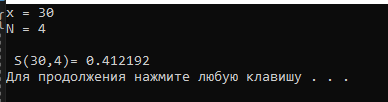 x = 30
N = 4
S(30,4)= 0.412192
Для продолжения нажмите любую клавишу . . .